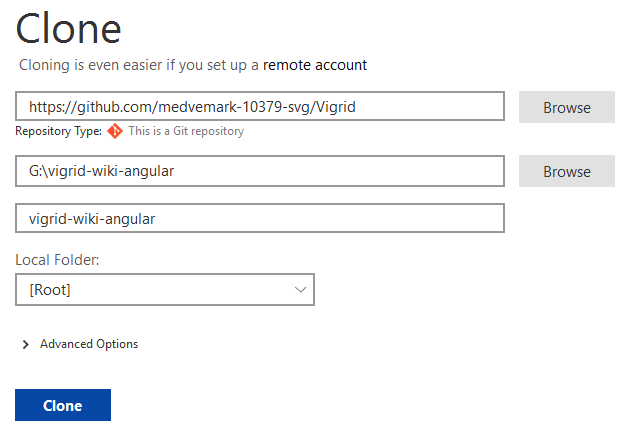 Clone
Cloning is even easier if you set up a remote account
https://github.com/medvemark-10379-svg/Vigrid
Browse
Repository Type: This is a Git repository
G:\vigrid-wiki-angular
Browse
vigrid-wiki-angular
Local Folder:
[Root]
Advanced Options
Clone